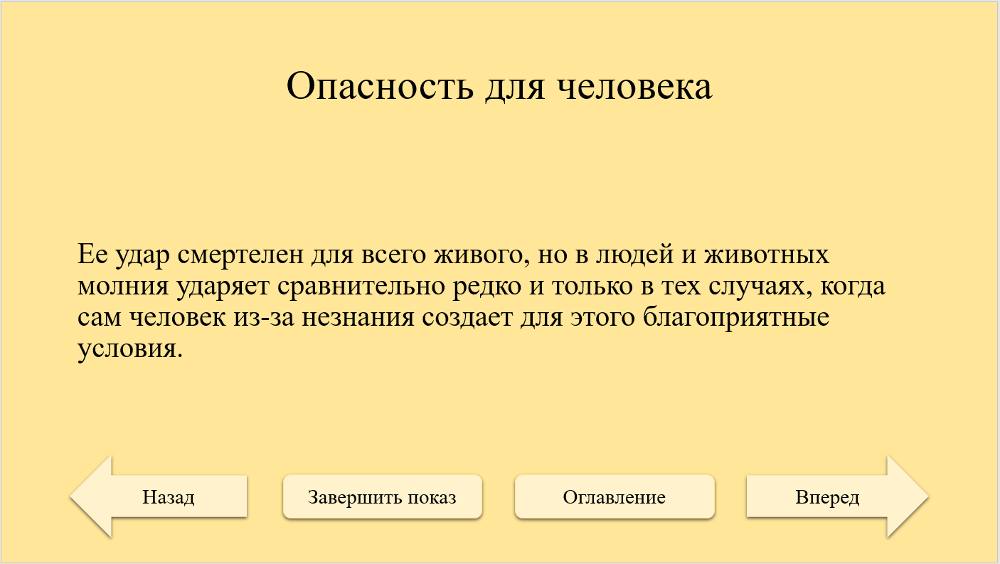 Опасность для человека
Ее удар смертелен для всего живого, но в людей и животных
молния ударяет сравнительно редко и только в тех случаях, когда
сам человек из-за незнания создает для этого благоприятные
условия.
Назад
Завершить показ
Оглавление
Вперед